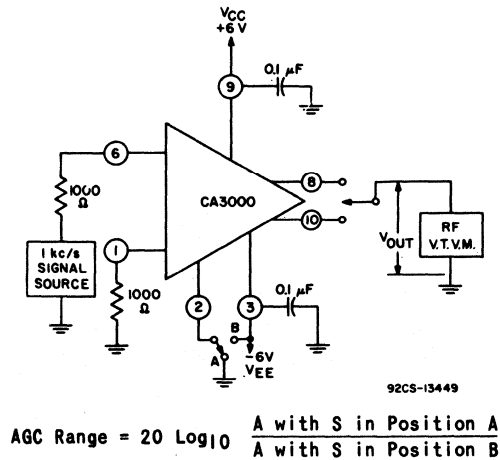 VCC
+6 V
0.1 µF
9
6
8
1000
Ω
CA3000
10
1
1 kc/s
SIGNAL
SOURCE
1000
Ω
VOUT
RF
V.T.V.M.
2
3
0.1 µF
B
A
-6V
VEE
92CS-13449
AGC Range = 20 Log10 A with S in Position A
A with S in Position B